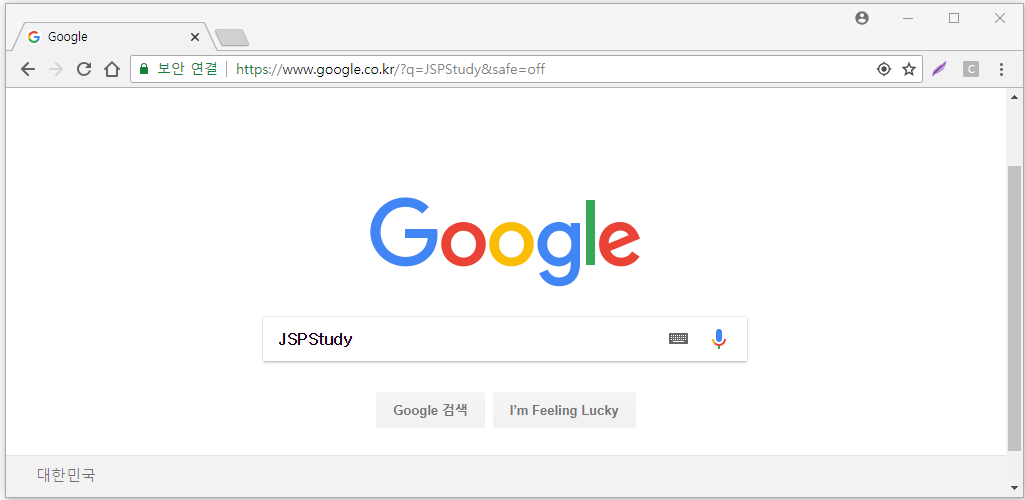 Google
보안 연결 https://www.google.co.kr/?q=JSPStudy&safe=off
C
Google
JSPStudy
Google 검색 I'm Feeling Lucky
대한민국